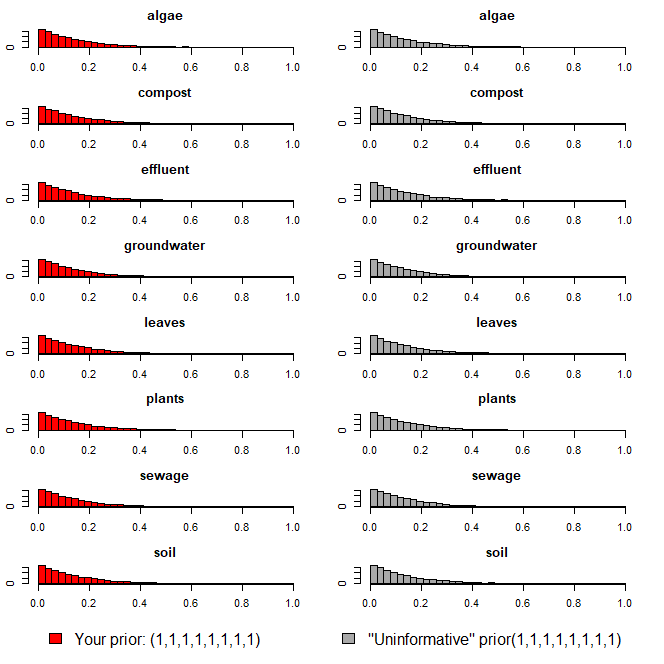 algae algae
0 0
0.0 0.2 0.4 0.6 0.8 1.0 0.0 0.2 0.4 0.6 0.8 1.0
compost compost
0 0
0.0 0.2 0.4 0.6 0.8 1.0 0.0 0.2 0.4 0.6 0.8 1.0
effluent effluent
0 0
0.0 0.2 0.4 0.6 0.8 1.0 0.0 0.2 0.4 0.6 0.8 1.0
groundwater groundwater
0 0
0.0 0.2 0.4 0.6 0.8 1.0 0.0 0.2 0.4 0.6 0.8 1.0
leaves leaves
0 0
0.0 0.2 0.4 0.6 0.8 1.0 0.0 0.2 0.4 0.6 0.8 1.0
plants plants
0 0
0.0 0.2 0.4 0.6 0.8 1.0 0.0 0.2 0.4 0.6 0.8 1.0
sewage sewage
0 0
0.0 0.2 0.4 0.6 0.8 1.0 0.0 0.2 0.4 0.6 0.8 1.0
soil soil
0 0
0.0 0.2 0.4 0.6 0.8 1.0 0.0 0.2 0.4 0.6 0.8 1.0
Your prior: (1,1,1,1,1,1,1,1) "Uninformative" prior(1,1,1,1,1,1,1,1)